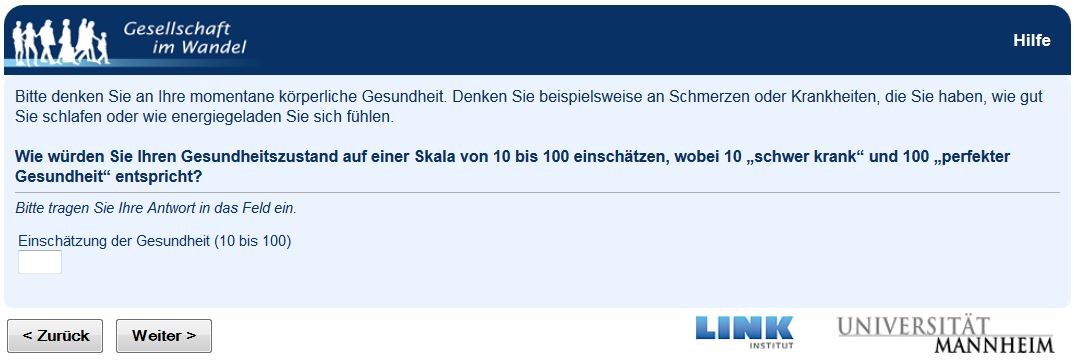 Gesellschaft
im Wandel
Hilfe
Bitte denken Sie an Ihre momentane körperliche Gesundheit. Denken Sie beispielsweise an Schmerzen oder Krankheiten, die Sie haben, wie gut
Sie schlafen oder wie energiegeladen Sie sich fühlen.
Wie würden Sie Ihren Gesundheitszustand auf einer Skala von 10 bis 100 einschätzen, wobei 10 „schwer krank“ und 100 „perfekter
Gesundheit“ entspricht?
Bitte tragen Sie Ihre Antwort in das Feld ein.
Einschätzung der Gesundheit (10 bis 100)
< Zurück
Weiter >
LINK
INSTITUT
UNIVERSITÄT
MANNHEIM